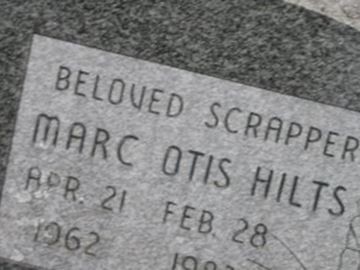 BELOVED SCRAPPER
MARC OTIS HILTS
APR. 21 FEB. 28
1962